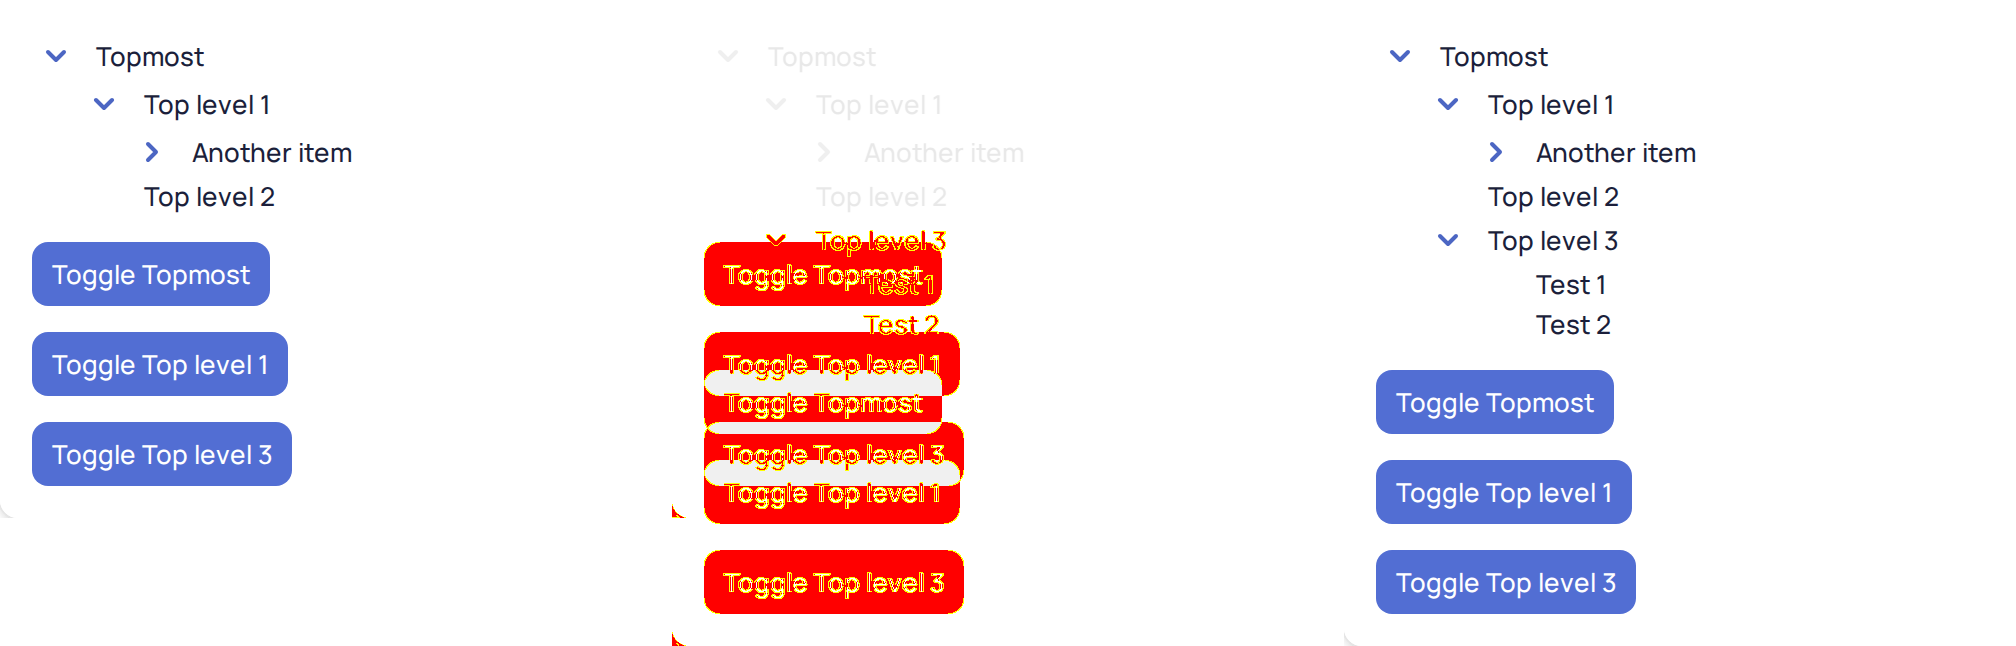 Topmost
Top level 1
Another item
Top level 2
Toggle Topmost
Toggle Top level 1
Toggle Top level 3
Topmost
Top level 1
Another item
Top level 2
Top level 3
Toggle Topmost
Test 1
Test 2
Toggle Top level 1
Toggle Topmost
Toggle Top level 3
Toggle Top level 1
Toggle Top level 3
Topmost
Top level 1
Another item
Top level 2
Top level 3
Test 1
Test 2
Toggle Topmost
Toggle Top level 1
Toggle Top level 3